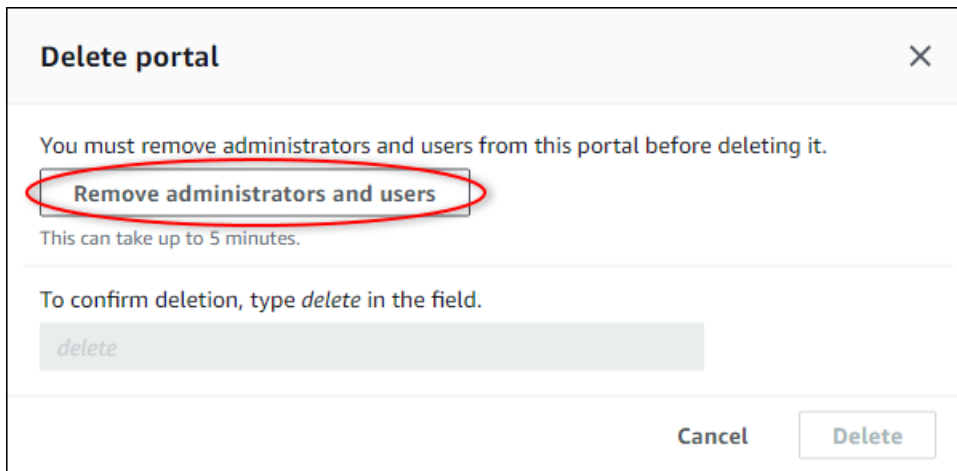 Delete portal
You must remove administrators and users from this portal before deleting it.
Remove administrators and users
This can take up to 5 minutes.
To confirm deletion, type delete in the field.
delete
Cancel
Delete